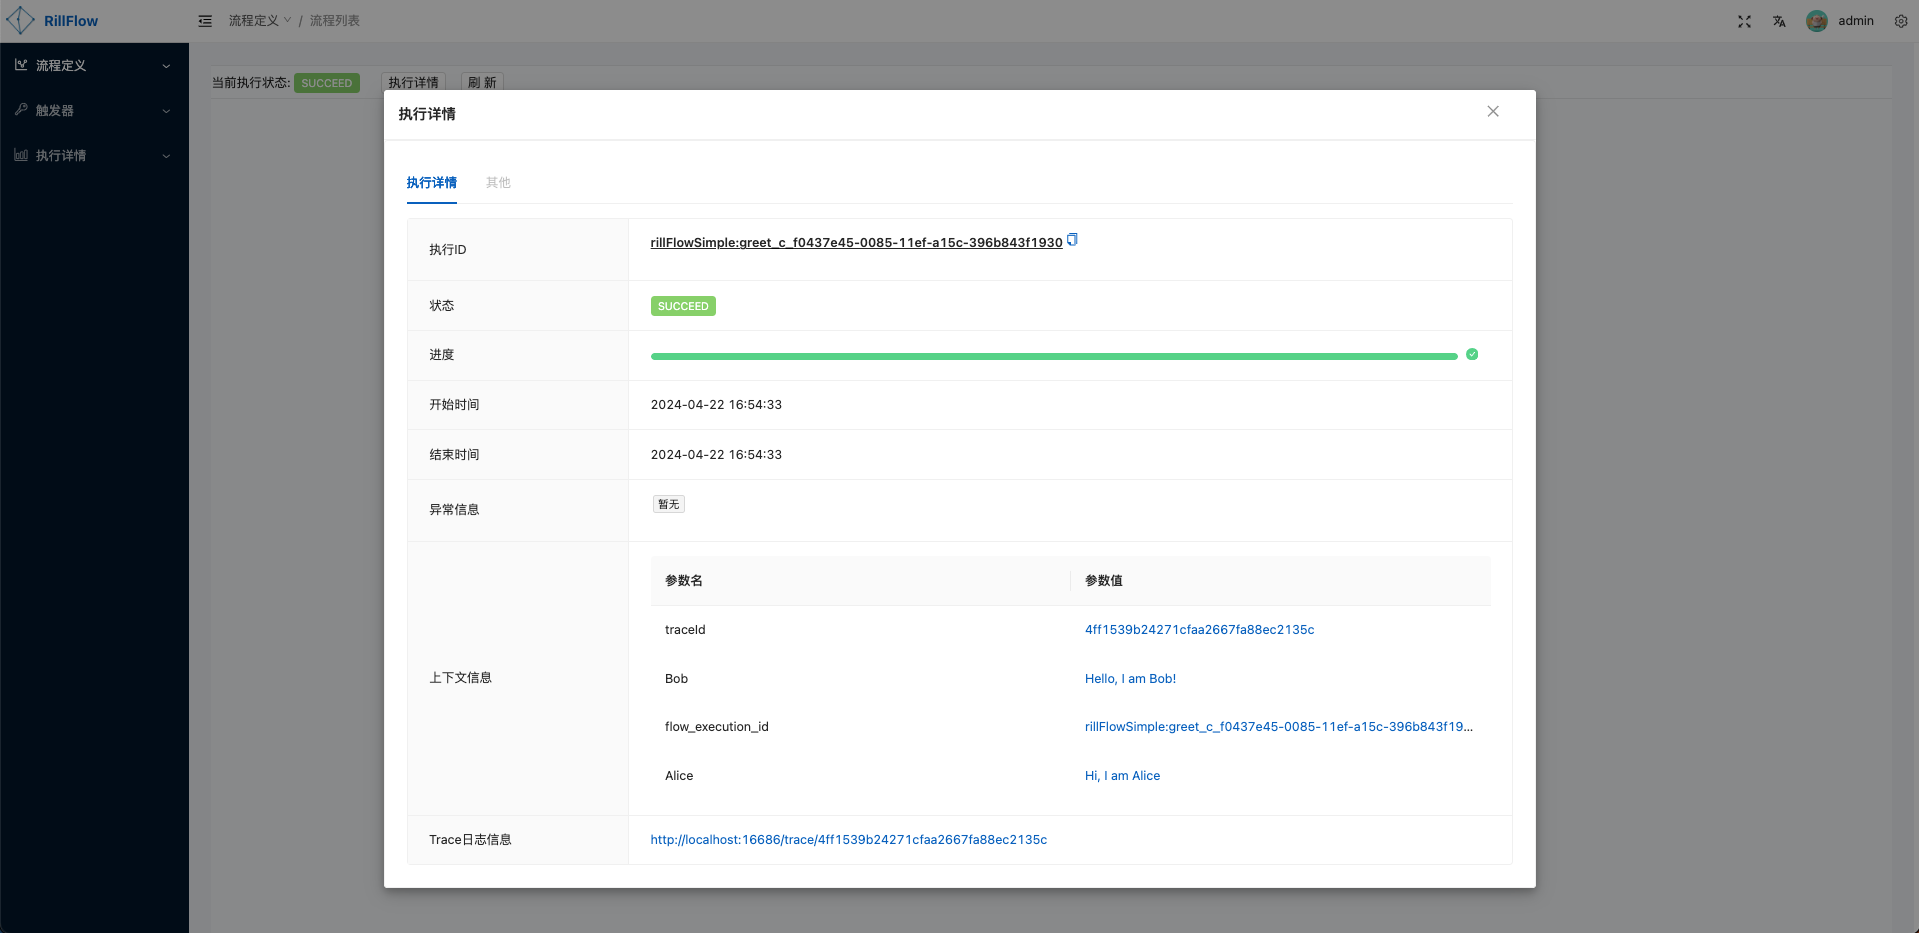 RillFlow
流程定义 / 流程列表
admin
流程定义
触发器
执行详情
当前执行状态: SUCCEED 执行详情 刷 新
执行详情
执行详情 其他
执行ID rillFlowSimple:greet_c_f0437e45-0085-11ef-a15c-396b843f1930
状态 SUCCEED
进度
开始时间 2024-04-22 16:54:33
结束时间 2024-04-22 16:54:33
异常信息 暂无
上下文信息
参数名 参数值
traceId 4ff1539b24271cfaa2667fa88ec2135c
Bob Hello, I am Bob!
flow_execution_id rillFlowSimple:greet_c_f0437e45-0085-11ef-a15c-396b843f19...
Alice Hi, I am Alice
Trace日志信息 http://localhost:16686/trace/4ff1539b24271cfaa2667fa88ec2135c